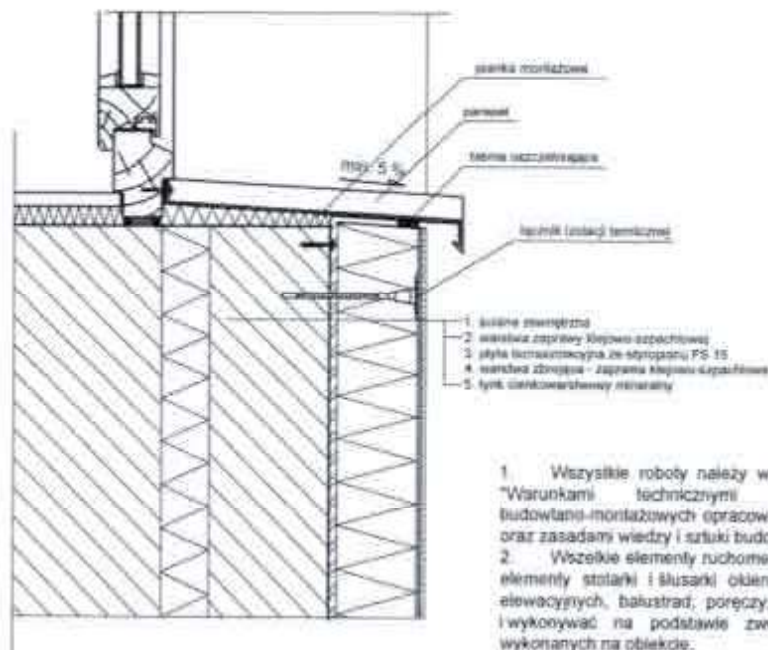 pianka montażowa
parapet
min. 5 %
taśma uszczelniająca
łącznik izolacji termicznej
1. ściana zewnętrzna
2. warstwa zaprawy klejowo-szpachlowej
3. płyta termoizolacyjna ze styropianu FS 15
4. warstwa zbrojąca - zaprawa klejowo-szpachlowa
5. tynk cienkowarstwowy mineralny
1. Wszystkie roboty należy w
"Warunkami technicznymi
budowlano-montażowych opracow
oraz zasadami wiedzy i sztuki budo
2. Wszelkie elementy ruchome
elementy stolarki i ślusarki okien
elewacyjnych, balustrad, poręczy,
i wykonywać na podstawie zw
wykonanych na obiekcie.